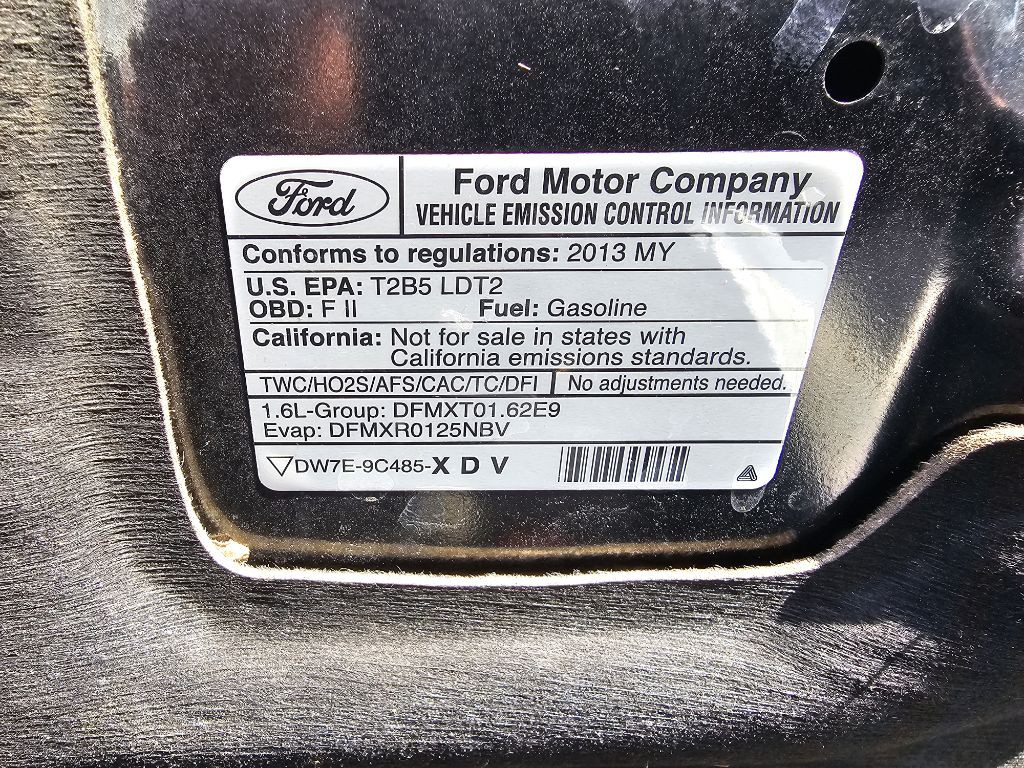 Ford
Ford Motor Company
VEHICLE EMISSION CONTROL INFORMATION
Conforms to regulations: 2013 MY
U.S. EPA: T2B5 LDT2
OBD: F II Fuel: Gasoline
California: Not for sale in states with
California emissions standards.
TWC/HO2S/AFS/CAC/TC/DFI No adjustments needed.
1.6L-Group: DFMXT01.62E9
Evap: DFMXR0125NBV
DW7E-9C485-X D V